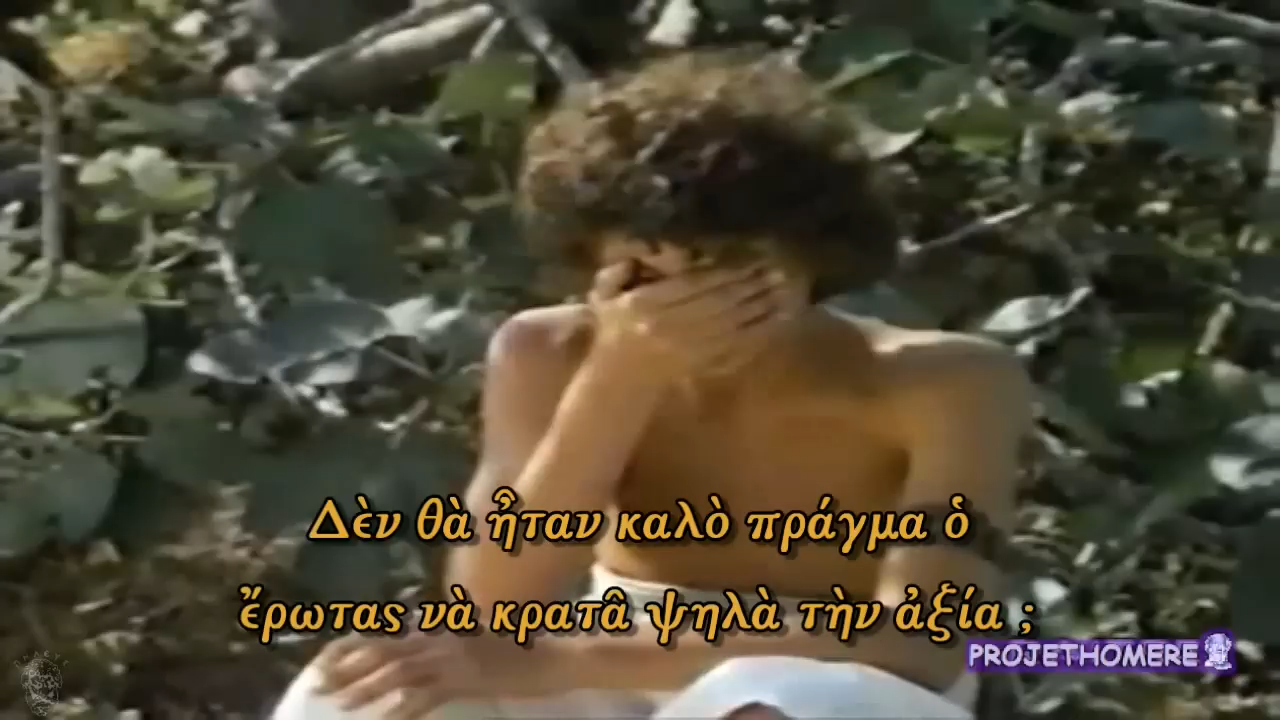 Δὲν θὰ ἦταν καλὸ πράγμα ὁ
ἔρωτας νὰ κρατᾶ ψηλὰ τὴν ἀξία ;
PROJETHOMERE